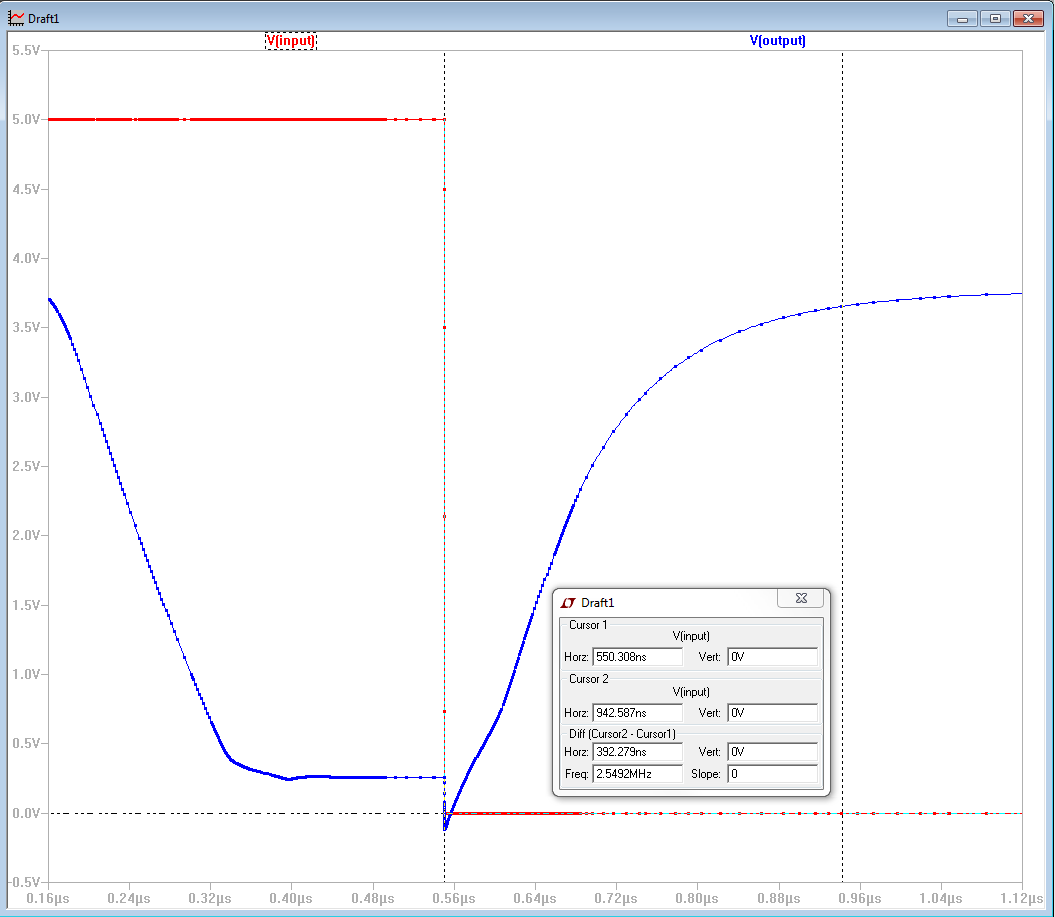 Draft1
V(input) V(output)
5.5V
5.0V
4.5V
4.0V
3.5V
3.0V
2.5V
2.0V
1.5V
1.0V
0.5V
0.0V
-0.5V
0.16µs 0.24µs 0.32µs 0.40µs 0.48µs 0.56µs 0.64µs 0.72µs 0.80µs 0.88µs 0.96µs 1.04µs 1.12µs
Draft1
Cursor 1
V(input)
Horz: 550.308ns Vert: 0V
Cursor 2
V(input)
Horz: 942.587ns Vert: 0V
Diff (Cursor2 - Cursor1)
Horz: 392.279ns Vert: 0V
Freq: 2.5492MHz Slope: 0